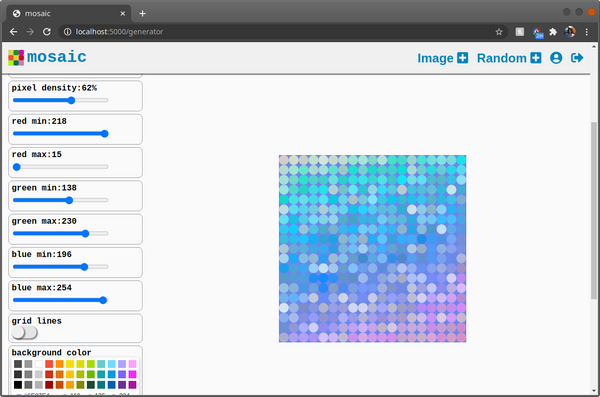 mosaic
localhost:5000/generator
mosaic
Image Random
pixel density:62%
red min:218
red max:15
green min:138
green max:230
blue min:196
blue max:254
grid lines
background color